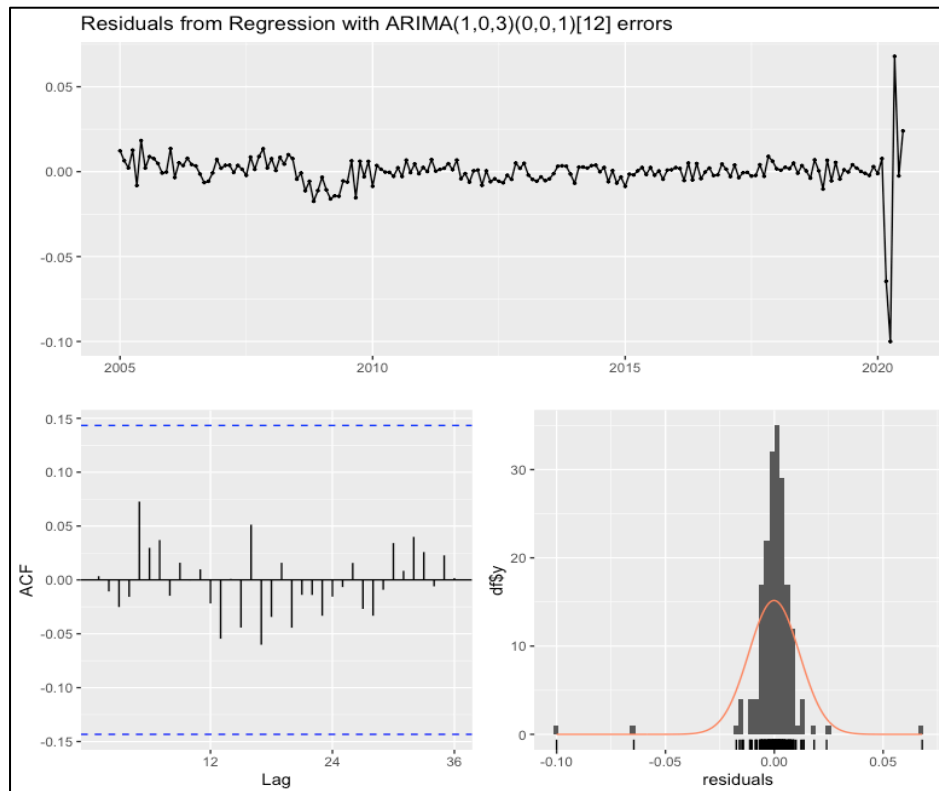 Residuals from Regression with ARIMA(1,0,3)(0,0,1)[12] errors
0.05
0.00
-0.05
-0.10
2005 2010 2015 2020
0.15
0.10
0.05
0.00
-0.05
-0.10
-0.15
ACF
12 24 36
Lag
30
20
10
0
df$y
-0.10 -0.05 0.00 0.05
residuals